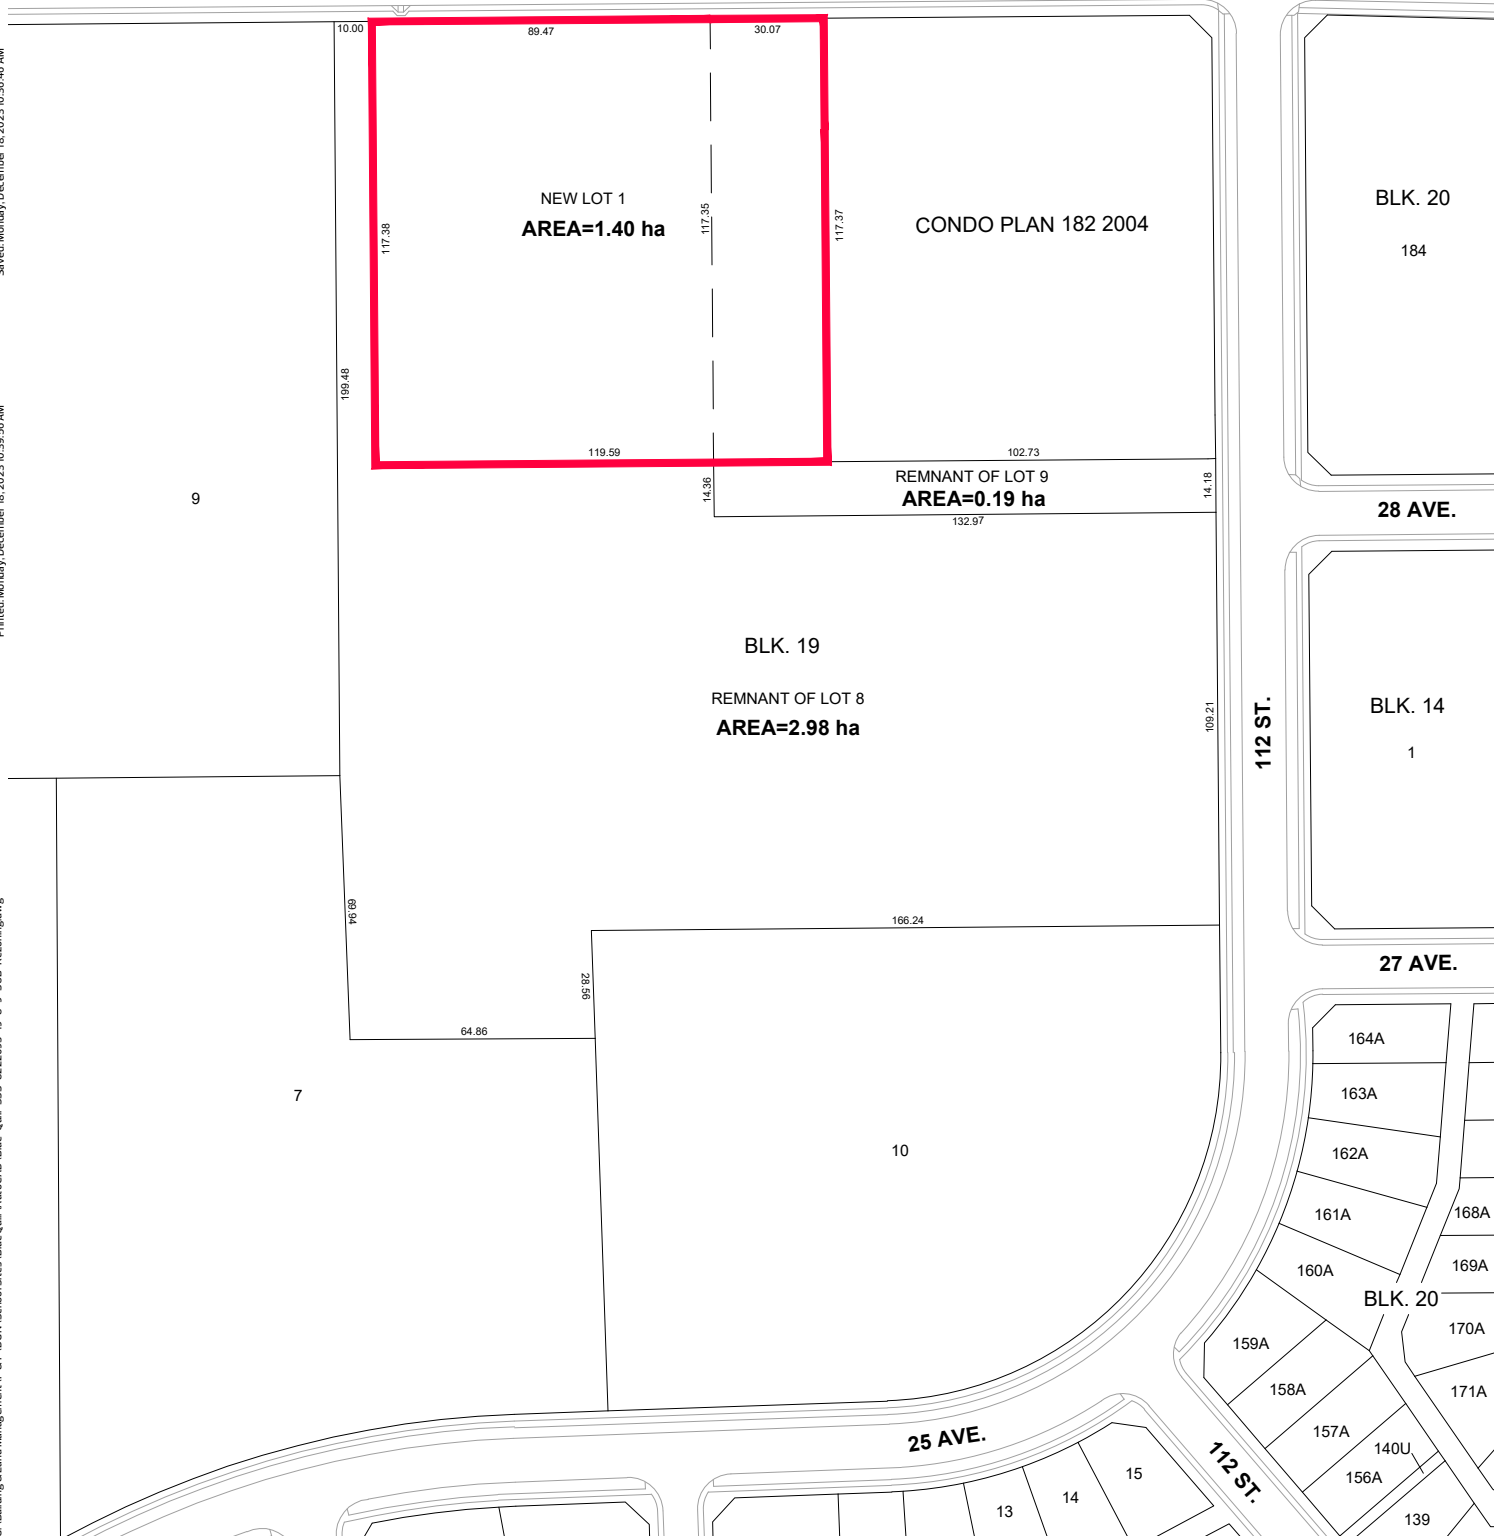 10.00
89.47
30.07
NEW LOT 1
AREA=1.40 ha
117.38
117.35
117.37
CONDO PLAN 182 2004
BLK. 20
184
199.48
119.59
102.73
REMNANT OF LOT 9
AREA=0.19 ha
14.36
14.18
132.97
9
28 AVE.
BLK. 19
REMNANT OF LOT 8
AREA=2.98 ha
109.21
112 ST.
BLK. 14
1
69.94
166.24
28.56
64.86
27 AVE.
7
10
164A
163A
162A
161A
168A
160A
169A
BLK. 20
170A
159A
158A
171A
157A
140U
156A
139
25 AVE.
112 ST.
15
14
13